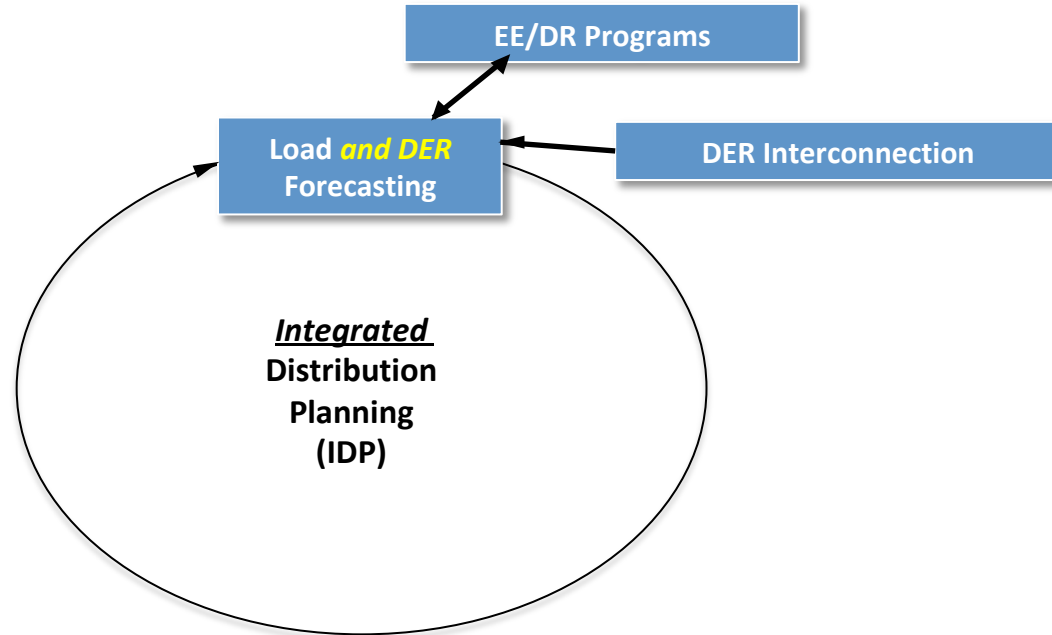 EE/DR Programs
Load and DER
Forecasting
DER Interconnection
Integrated
Distribution
Planning
(IDP)